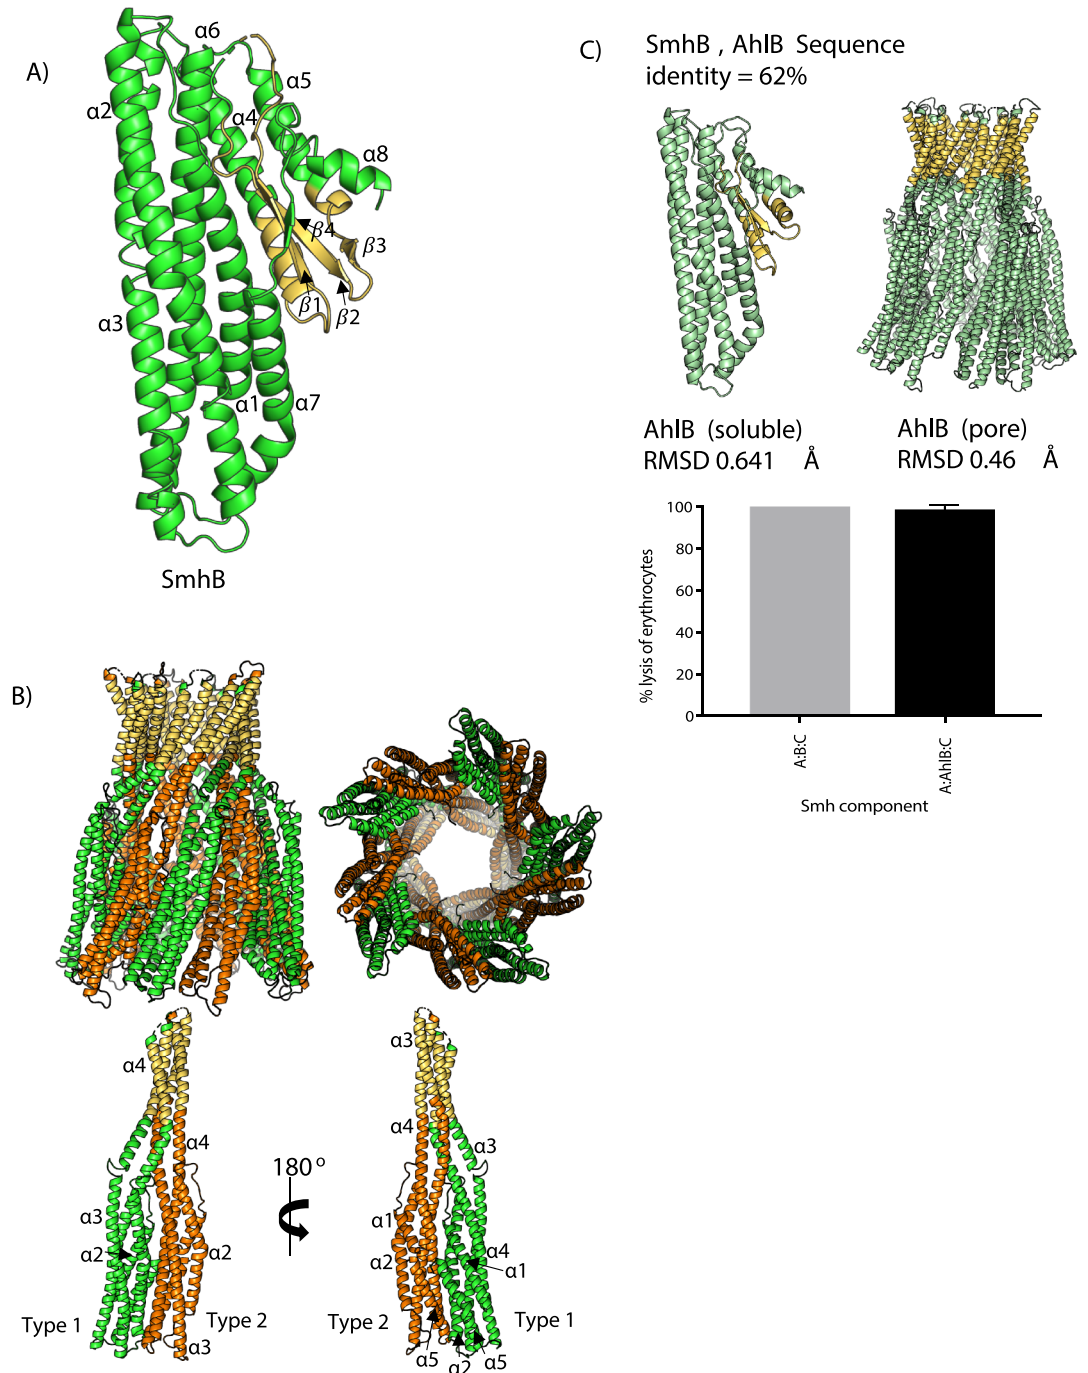 A)
α6
α5
α2
α4
α8
β4
β3
β1
β2
α3
α1
α7
SmhB
B)
α4
α4
α3
α2
α2
Type 1
Type 2
α3
180 o
α3
α4
α3
α1
α2
α4
α1
Type 2
Type 1
α5
α2
α5
C)
SmhB , AhlB Sequence
identity = 62%
AhlB (soluble)
RMSD 0.641 Å
AhlB (pore)
RMSD 0.46 Å
% lysis of erythrocytes
100
80
60
40
20
0
A:B:C
A:AhlB:C
Smh component